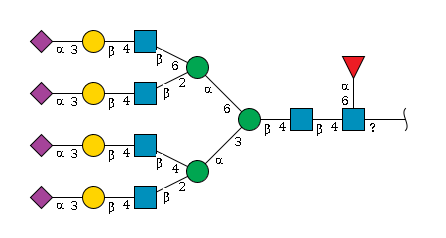 α 3 β 4 β 6
α 3 β 4 β 2 α 6 α 6
β 4 β 4 ?
α 3 β 4 β 4 α 3
α 3 β 4 β 2